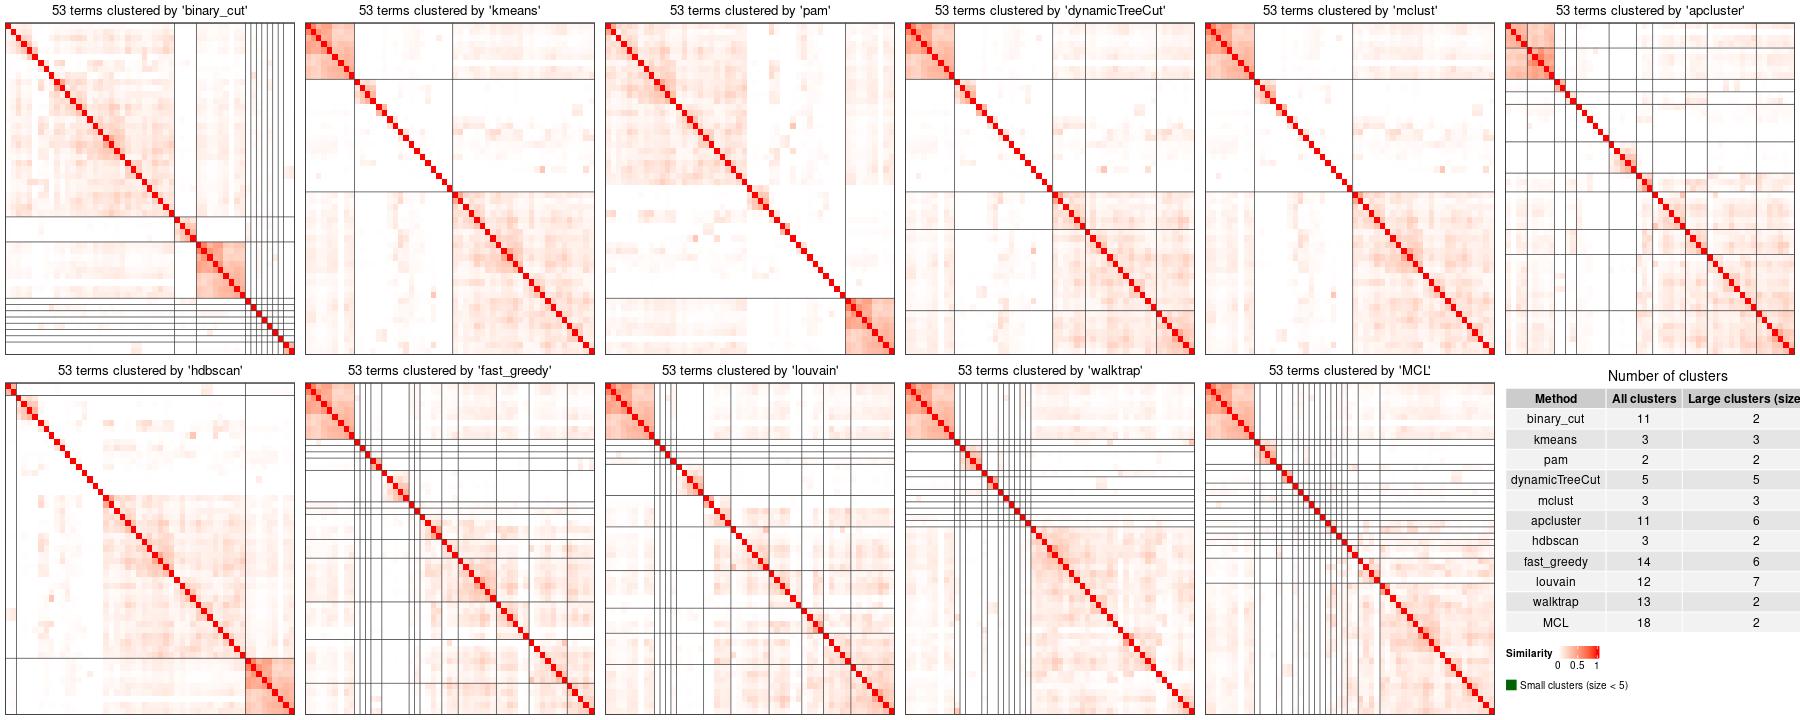 53 terms clustered by 'binary_cut'
53 terms clustered by 'kmeans'
53 terms clustered by 'pam'
53 terms clustered by 'dynamicTreeCut'
53 terms clustered by 'mclust'
53 terms clustered by 'apcluster'
53 terms clustered by 'hdbscan'
53 terms clustered by 'fast_greedy'
53 terms clustered by 'louvain'
53 terms clustered by 'walktrap'
53 terms clustered by 'MCL'
Number of clusters
Method All clusters Large clusters (size
binary_cut 11 2
kmeans 3 3
pam 2 2
dynamicTreeCut 5 5
mclust 3 3
apcluster 11 6
hdbscan 3 2
fast_greedy 14 6
louvain 12 7
walktrap 13 2
MCL 18 2
Similarity
0 0.5 1
Small clusters (size < 5)